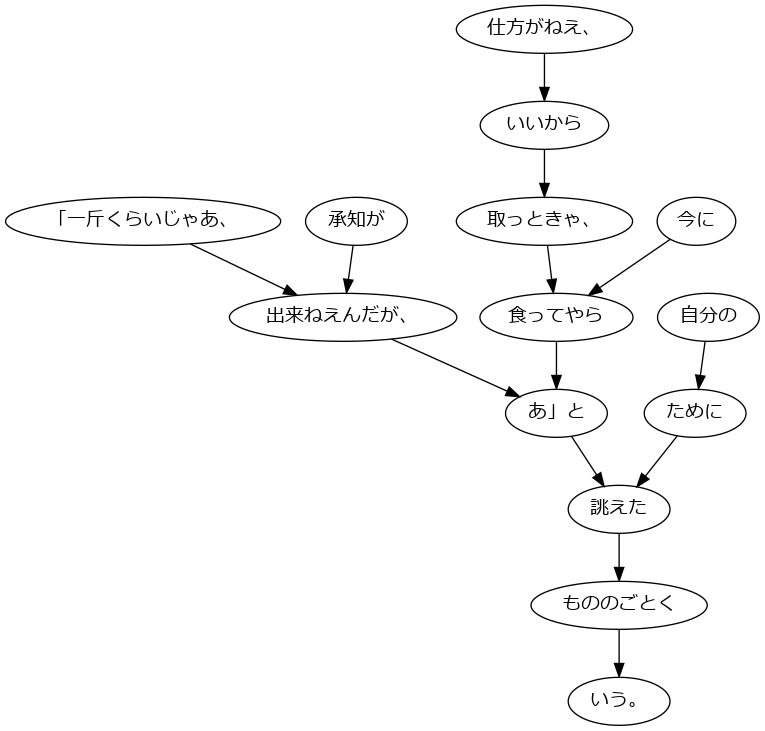 仕方がねえ、
いいから
「一斤くらいじゃあ、
承知が
取っときゃ、
今に
出来ねえんだが、
食ってやら
自分の
あ」と
ために
誂えた
もののごとく
いう。